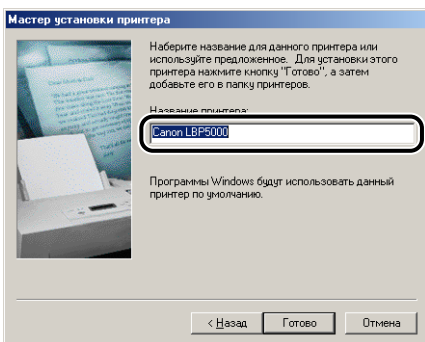 Мастер установки принтера
Наберите название для данного принтера или
используйте предложенное. Для установки этого
принтера нажмите кнопку "Готово", а затем
добавьте его в папку принтеров.
Название принтера:
Canon LBP5000
Программы Windows будут использовать данный
принтер по умолчанию.
< Назад
Готово
Отмена